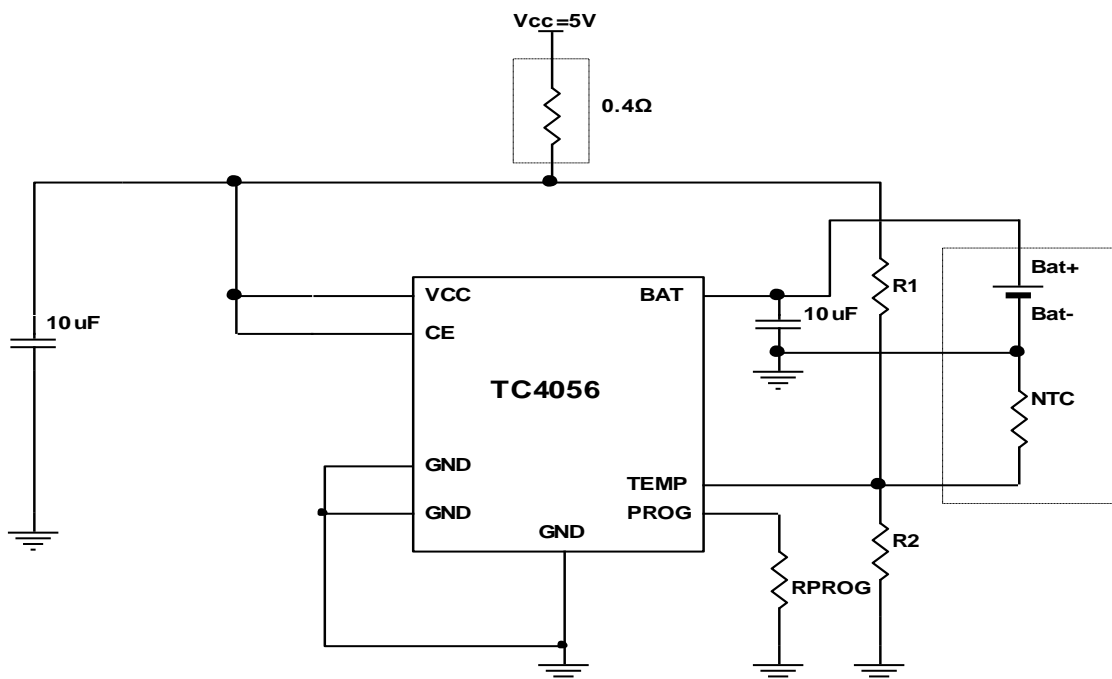 Vcc=5V
0.4Ω
10uF
VCC
CE
GND
GND
GND
TC4056
BAT
TEMP
PROG
10uF
R1
Bat+
Bat-
NTC
R2
RPROG